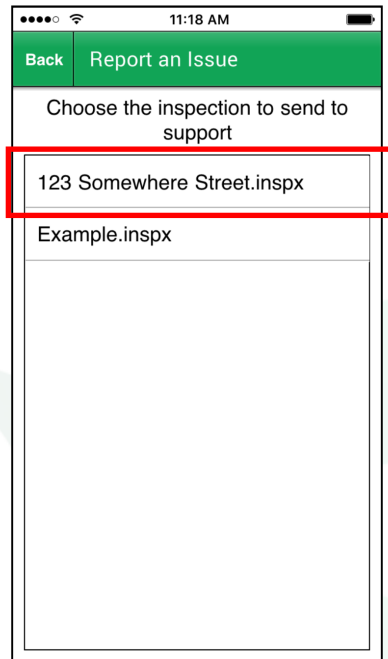 11:18 AM
Back Report an Issue
Choose the inspection to send to
support
123 Somewhere Street.inspx
Example.inspx